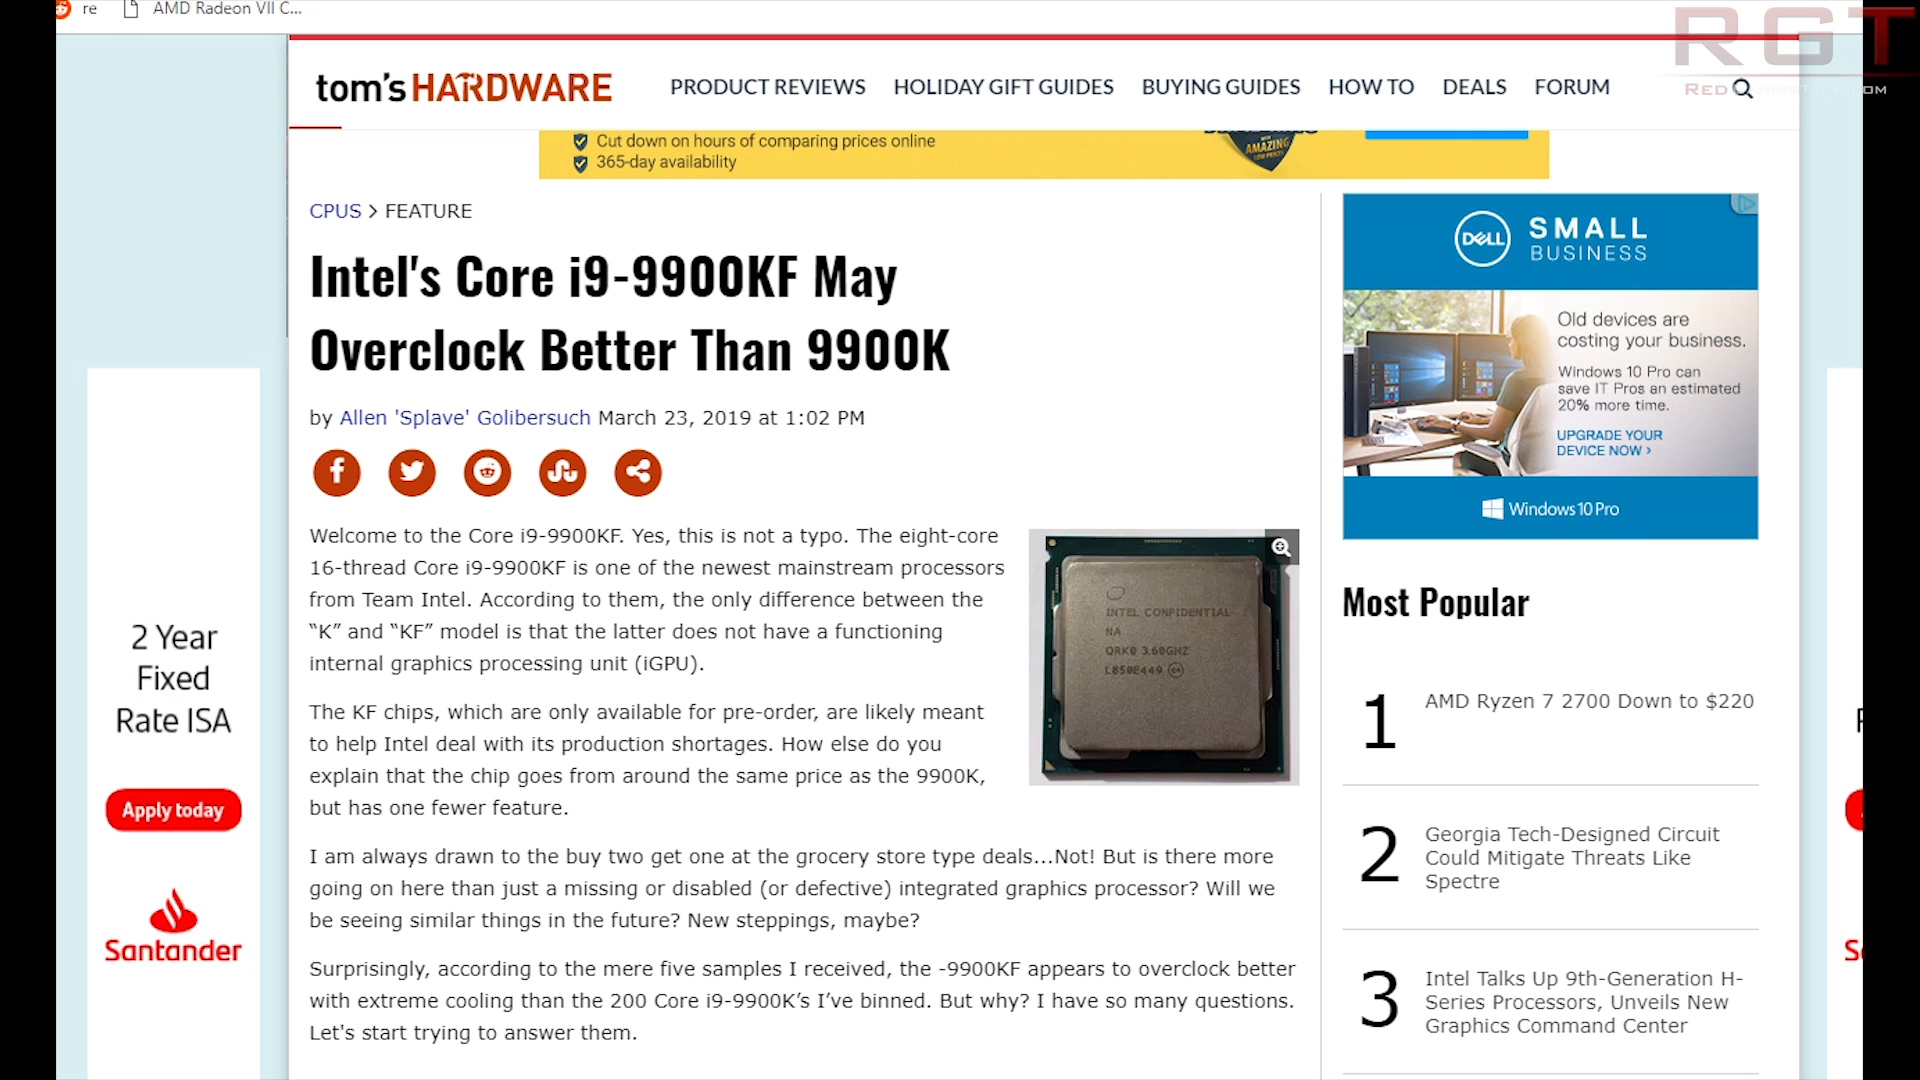 re AMD Radeon VII C...
RGT
tom's HARDWARE
PRODUCT REVIEWS HOLIDAY GIFT GUIDES BUYING GUIDES HOW TO DEALS FORUM
Cut down on hours of comparing prices online
365-day availability
AMAZING
CPUS > FEATURE
Intel's Core i9-9900KF May
Overclock Better Than 9900K
by Allen 'Splave' Golibersuch March 23, 2019 at 1:02 PM
Welcome to the Core i9-9900KF. Yes, this is not a typo. The eight-core
16-thread Core i9-9900KF is one of the newest mainstream processors
from Team Intel. According to them, the only difference between the
“K” and “KF” model is that the latter does not have a functioning
internal graphics processing unit (iGPU).
The KF chips, which are only available for pre-order, are likely meant
to help Intel deal with its production shortages. How else do you
explain that the chip goes from around the same price as the 9900K,
but has one fewer feature.
I am always drawn to the buy two get one at the grocery store type deals...Not! But is there more
going on here than just a missing or disabled (or defective) integrated graphics processor? Will we
be seeing similar things in the future? New steppings, maybe?
Surprisingly, according to the mere five samples I received, the -9900KF appears to overclock better
with extreme cooling than the 200 Core i9-9900K’s I’ve binned. But why? I have so many questions.
Let's start trying to answer them.
INTEL CONFIDENTIAL
NA
QRK0 3.60GHZ
L850E449
DELL
SMALL
BUSINESS
Old devices are
costing your business.
Windows 10 Pro can
save IT Pros an estimated
20% more time.
UPGRADE YOUR
DEVICE NOW ›
Windows 10 Pro
Most Popular
1
AMD Ryzen 7 2700 Down to $220
2
Georgia Tech-Designed Circuit
Could Mitigate Threats Like
Spectre
3
Intel Talks Up 9th-Generation H-
Series Processors, Unveils New
Graphics Command Center
2 Year
Fixed
Rate ISA
Apply today
Santander